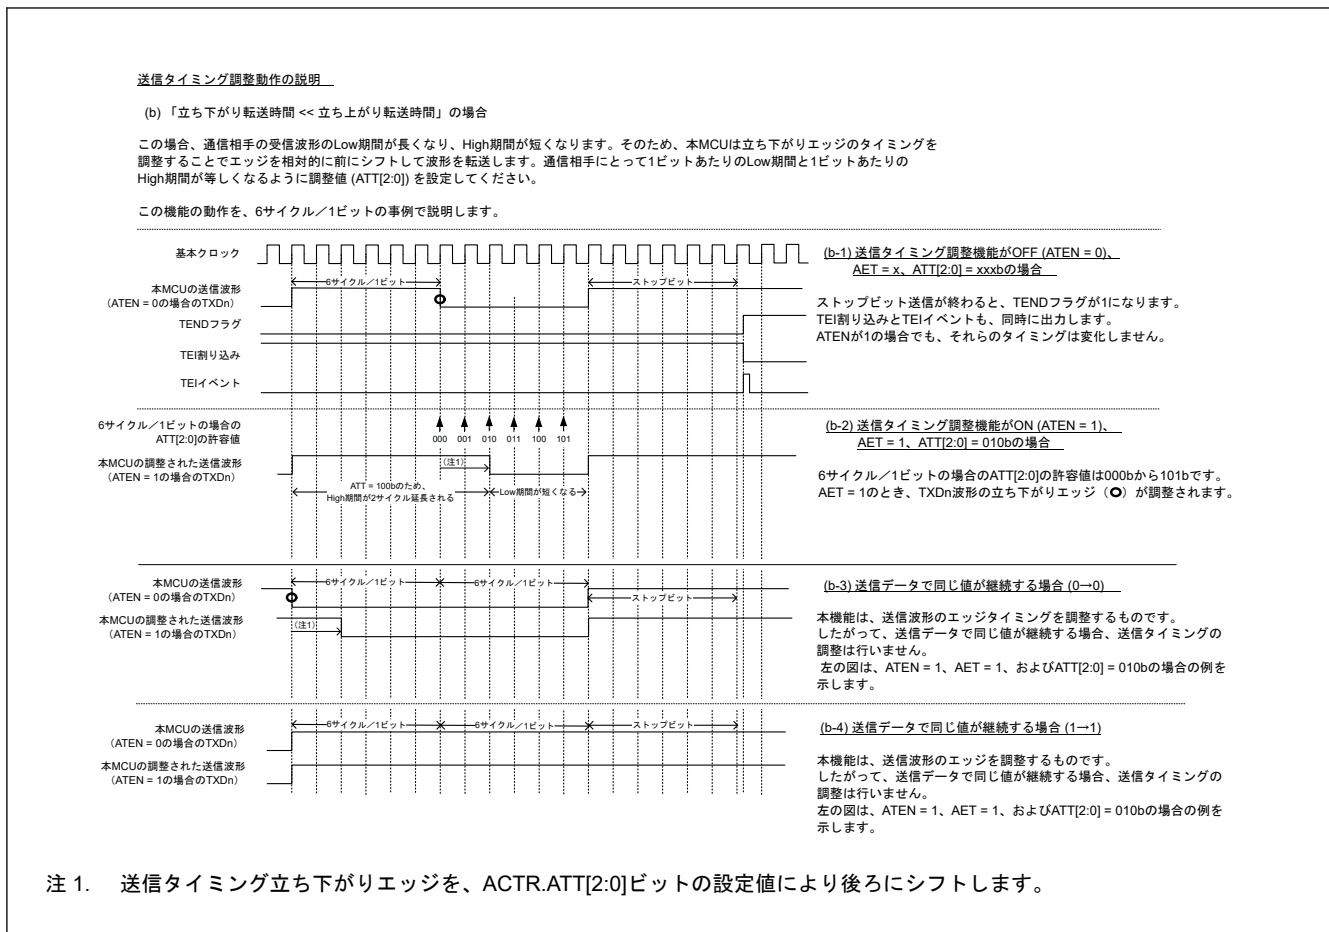 送信タイミング調整動作の説明
(b) 「立ち下がり転送時間 << 立ち上がり転送時間」の場合
この場合、通信相手の受信波形のLow期間が長くなり、High期間が短くなります。そのため、本MCUは立ち下がりエッジのタイミングを
調整することでエッジを相対的に前にシフトして波形を転送します。通信相手にとって1ビットあたりのLow期間と1ビットあたりの
High期間が等しくなるように調整値 (ATT[2:0]) を設定してください。
この機能の動作を、6サイクル／1ビットの事例で説明します。
基本クロック
6サイクル／1ビット
ストップビット
本MCUの送信波形
（ATEN = 0の場合のTXDn）
TENDフラグ
TEI割り込み
TEIイベント
(b-1) 送信タイミング調整機能がOFF (ATEN = 0)、
AET = x、ATT[2:0] = xxxbの場合
ストップビット送信が終わると、TENDフラグが1になります。
TEI割り込みとTEIイベントも、同時に出力します。
ATENが1の場合でも、それらのタイミングは変化しません。
6サイクル／1ビットの場合の
ATT[2:0]の許容値
000 001 010 011 100 101
本MCUの調整された送信波形
（ATEN = 1の場合のTXDn）
(注1)
ATT = 100bのため、
High期間が2サイクル延長される
Low期間が短くなる
(b-2) 送信タイミング調整機能がON (ATEN = 1)、
AET = 1、ATT[2:0] = 010bの場合
6サイクル／1ビットの場合のATT[2:0]の許容値は000bから101bです。
AET = 1のとき、TXDn波形の立ち下がりエッジ（O）が調整されます。
本MCUの送信波形
（ATEN = 0の場合のTXDn）
6サイクル／1ビット
6サイクル／1ビット
ストップビット
本MCUの調整された送信波形
（ATEN = 1の場合のTXDn）
(注1)
(b-3) 送信データで同じ値が継続する場合 (0→0)
本機能は、送信波形のエッジタイミングを調整するものです。
したがって、送信データで同じ値が継続する場合、送信タイミングの
調整は行いません。
左の図は、ATEN = 1、AET = 1、およびATT[2:0] = 010bの場合の例を
示します。
本MCUの送信波形
（ATEN = 0の場合のTXDn）
6サイクル／1ビット
6サイクル／1ビット
ストップビット
本MCUの調整された送信波形
（ATEN = 1の場合のTXDn）
(b-4) 送信データで同じ値が継続する場合 (1→1)
本機能は、送信波形のエッジを調整するものです。
したがって、送信データで同じ値が継続する場合、送信タイミングの
調整は行いません。
左の図は、ATEN = 1、AET = 1、およびATT[2:0] = 010bの場合の例を
示します。
注 1. 送信タイミング立ち下がりエッジを、ACTR.ATT[2:0]ビットの設定値により後ろにシフトします。